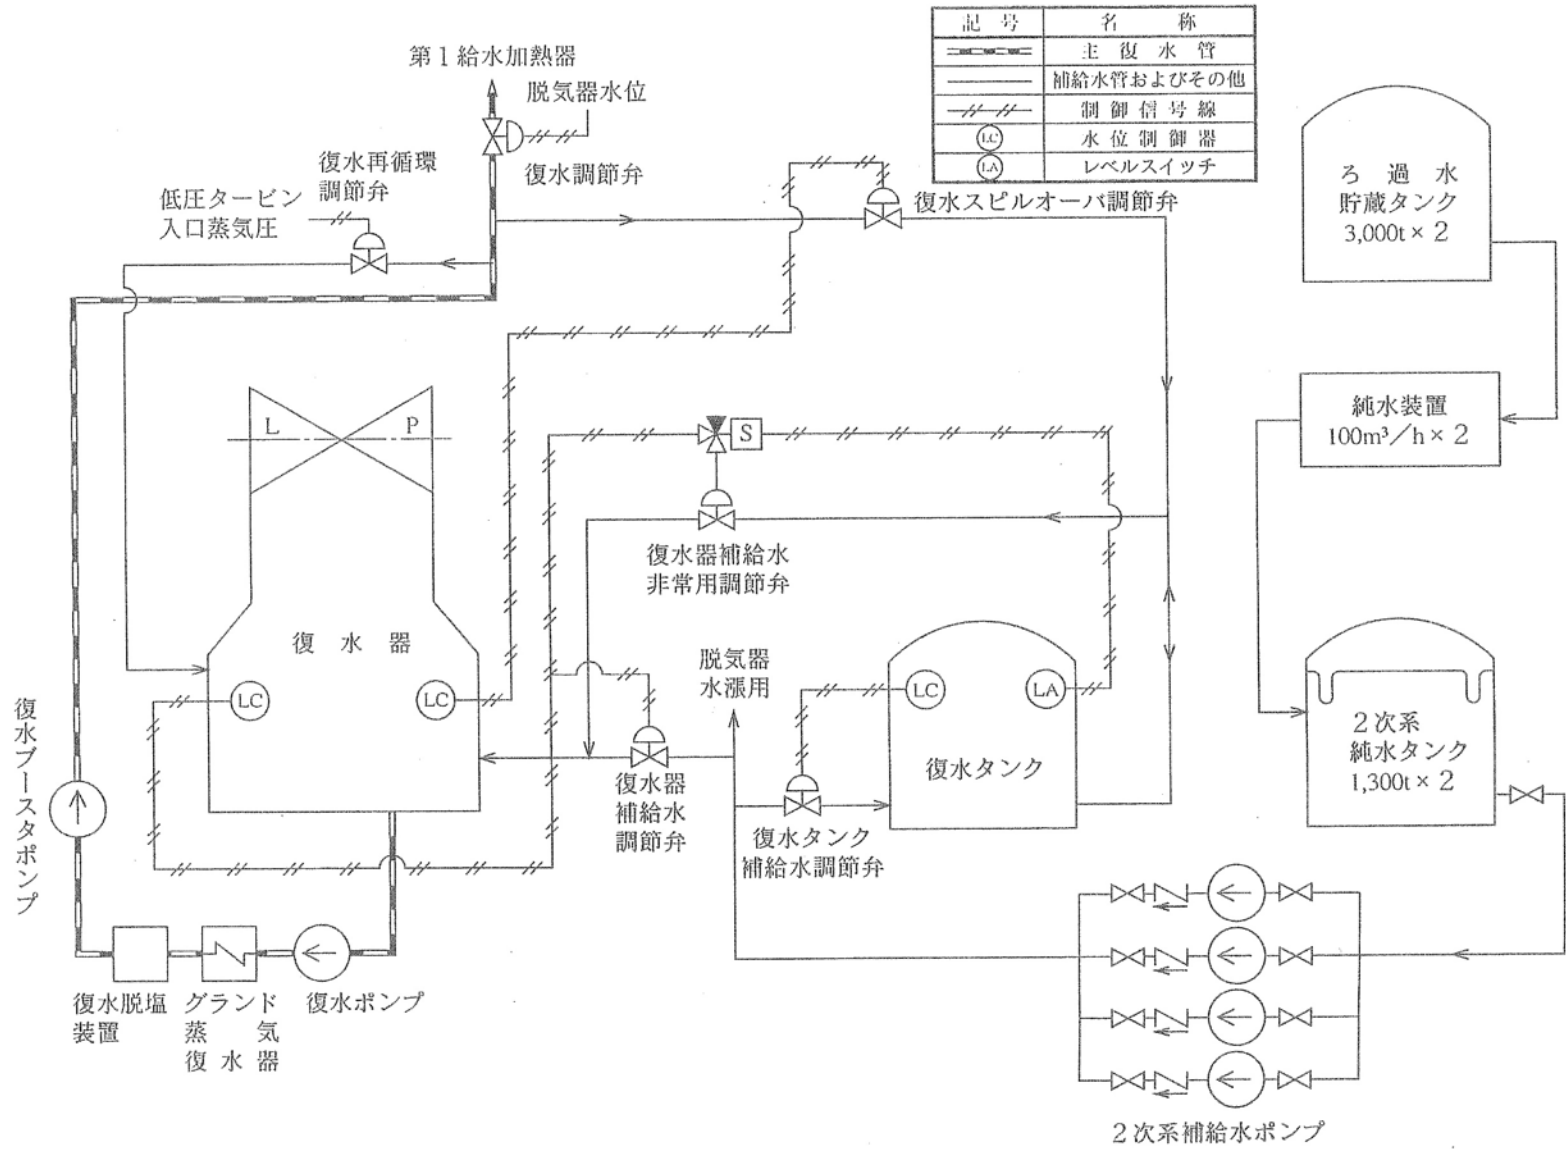 記号 名称
主復水管
補給水管およびその他
制御信号線
LC 水位制御器
LA レベルスイッチ
第1給水加熱器
脱気器水位
復水調節弁
復水再循環
調節弁
低圧タービン
入口蒸気圧
復水スピルオーバ調節弁
ろ過水
貯蔵タンク
3,000t×2
純水装置
100m³/h×2
L P
S
復水器補給水
非常用調節弁
復水器
LC
LC
脱気器
水漲用
LC
LA
復水タンク
2次系
純水タンク
1,300t×2
復水器
補給水
調節弁
復水タンク
補給水調節弁
復水ブースタポンプ
復水脱塩
装置
グランド
蒸気
復水器
復水ポンプ
2次系補給水ポンプ